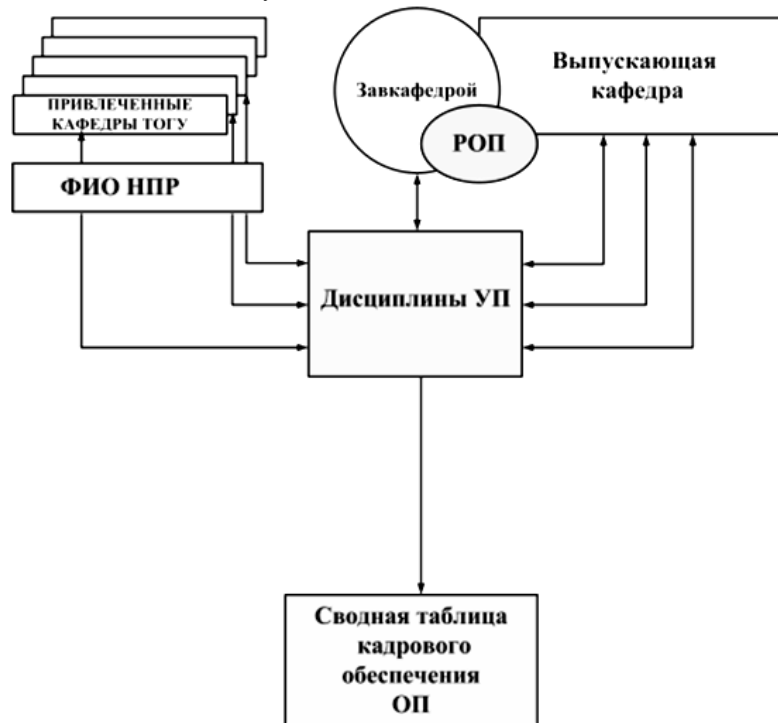 ПРИВЛЕЧЕННЫЕ
КАФЕДРЫ ТОГУ
ФИО НПР
Завкафедрой
РОП
Выпускающая
кафедра
Дисциплины УП
Сводная таблица
кадрового
обеспечения
ОП